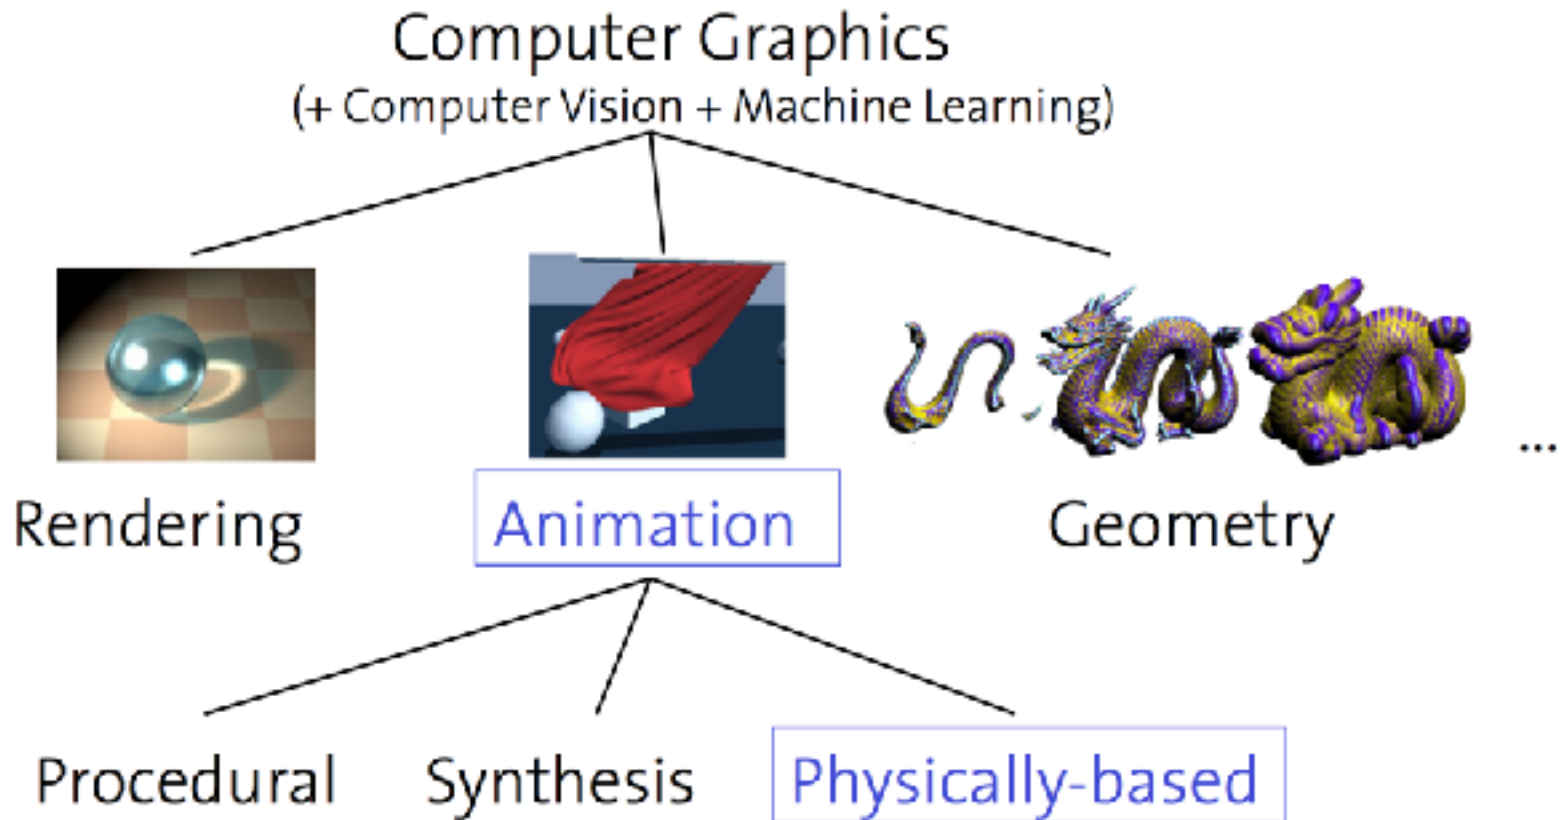 Computer Graphics
(+ Computer Vision + Machine Learning)
...
Rendering
Animation
Geometry
Procedural
Synthesis
Physically-based